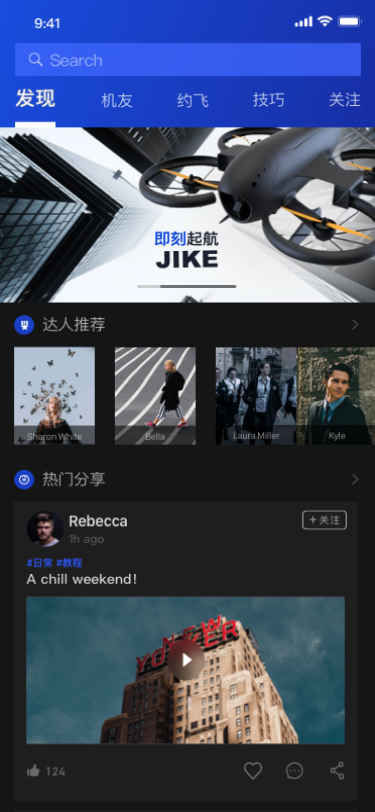 9:41
Search
发现 机友 约飞 技巧 关注
即刻起航
JIKE
达人推荐
Sharon White Bella Laura Miller Kyle
热门分享
Rebecca
+关注
1h ago
#日常 #教程
A chill weekend!
NEW
YORKER
124